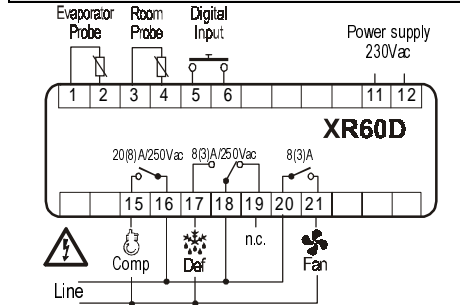 Evaporator Room Digital
Probe Probe Input
Power supply
230Vac
1 2 3 4 5 6 11 12
XR60D
20(8)A/250Vac 8(3)A/250Vac 8(3)A
15 16 17 18 19 20 21
n.c.
Comp Def Fan
Line